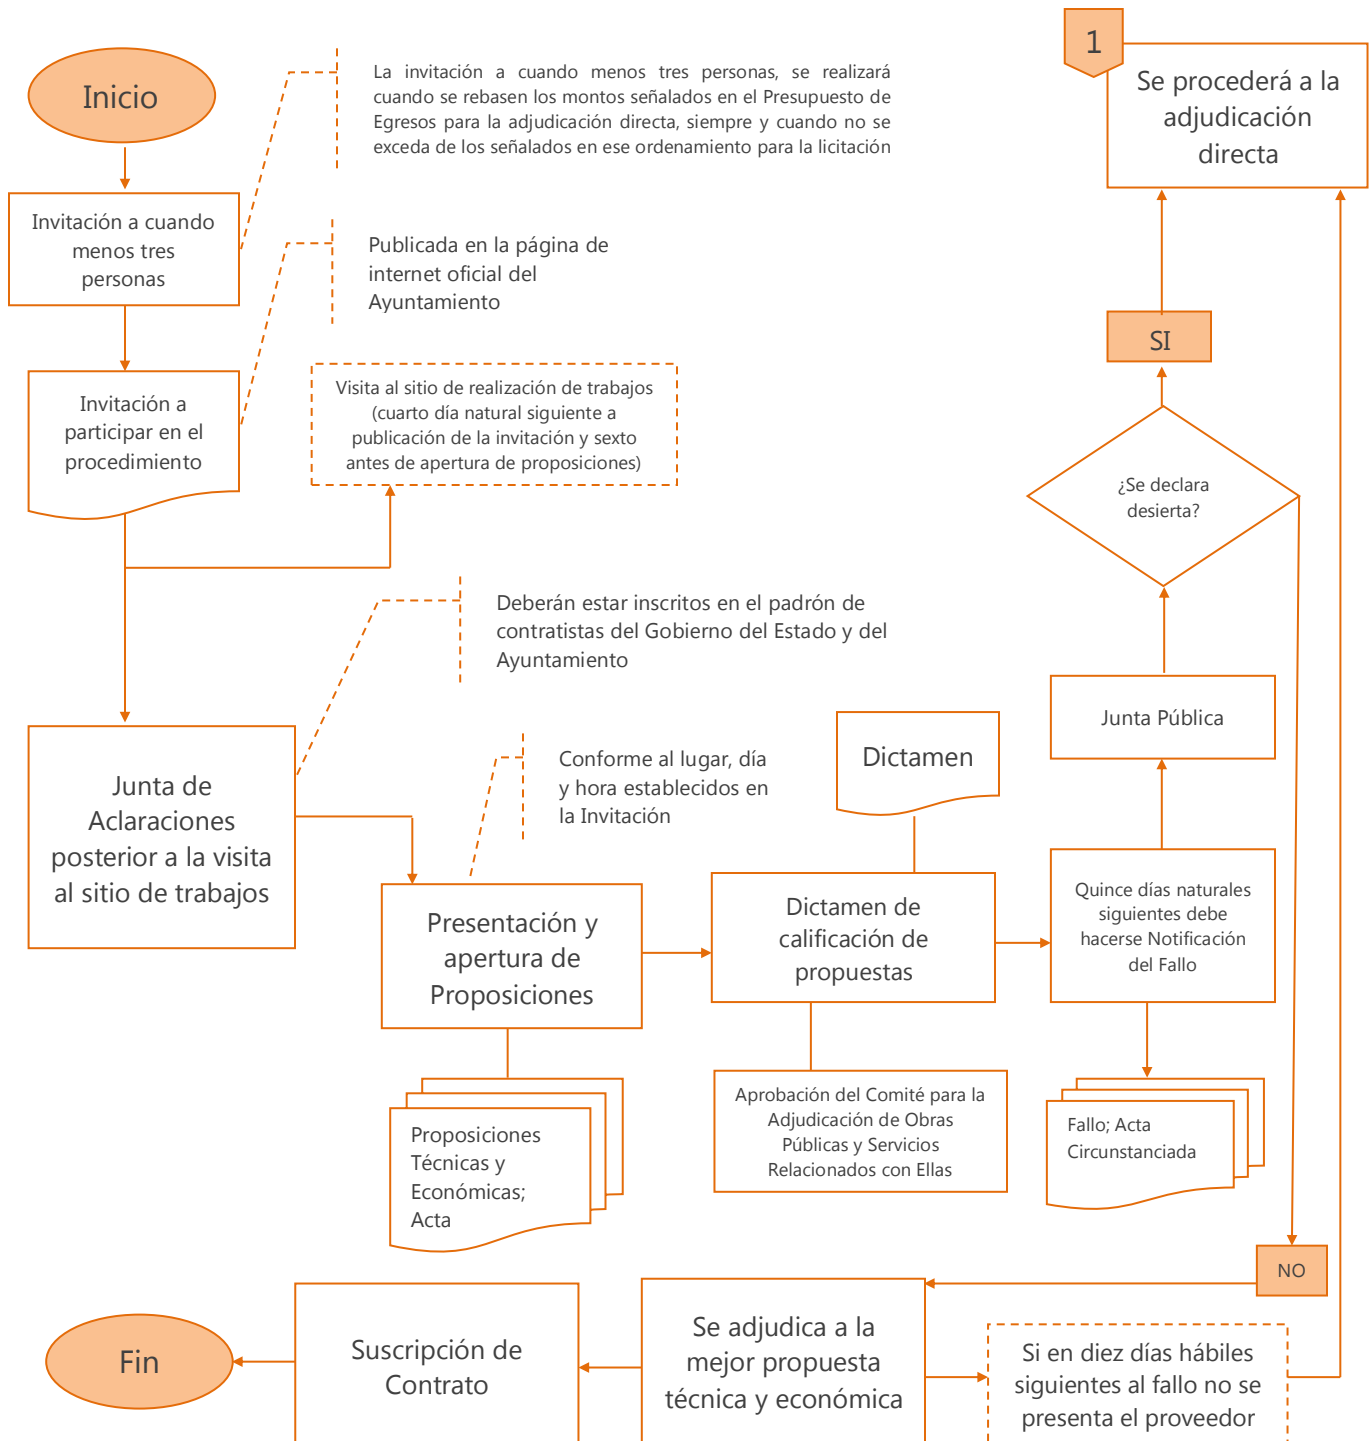 Inicio
La invitación a cuando menos tres personas, se realizará
cuando se rebasen los montos señalados en el Presupuesto de
Egresos para la adjudicación directa, siempre y cuando no se
exceda de los señalados en ese ordenamiento para la licitación
1
Se procederá a la
adjudicación
directa
Invitación a cuando
menos tres
personas
Publicada en la página de
internet oficial del
Ayuntamiento
SI
Invitación a
participar en el
procedimiento
Visita al sitio de realización de trabajos
(cuarto día natural siguiente a
publicación de la invitación y sexto
antes de apertura de proposiciones)
¿Se declara
desierta?
Deberán estar inscritos en el padrón de
contratistas del Gobierno del Estado y del
Ayuntamiento
Junta Pública
Junta de
Aclaraciones
posterior a la visita
al sitio de trabajos
Conforme al lugar, día
y hora establecidos en
la Invitación
Dictamen
Presentación y
apertura de
Proposiciones
Dictamen de
calificación de
propuestas
Quince días naturales
siguientes debe
hacerse Notificación
del Fallo
Proposiciones
Técnicas y
Económicas;
Acta
Aprobación del Comité para la
Adjudicación de Obras
Públicas y Servicios
Relacionados con Ellas
Fallo; Acta
Circunstanciada
NO
Fin
Suscripción de
Contrato
Se adjudica a la
mejor propuesta
técnica y económica
Si en diez días hábiles
siguientes al fallo no se
presenta el proveedor